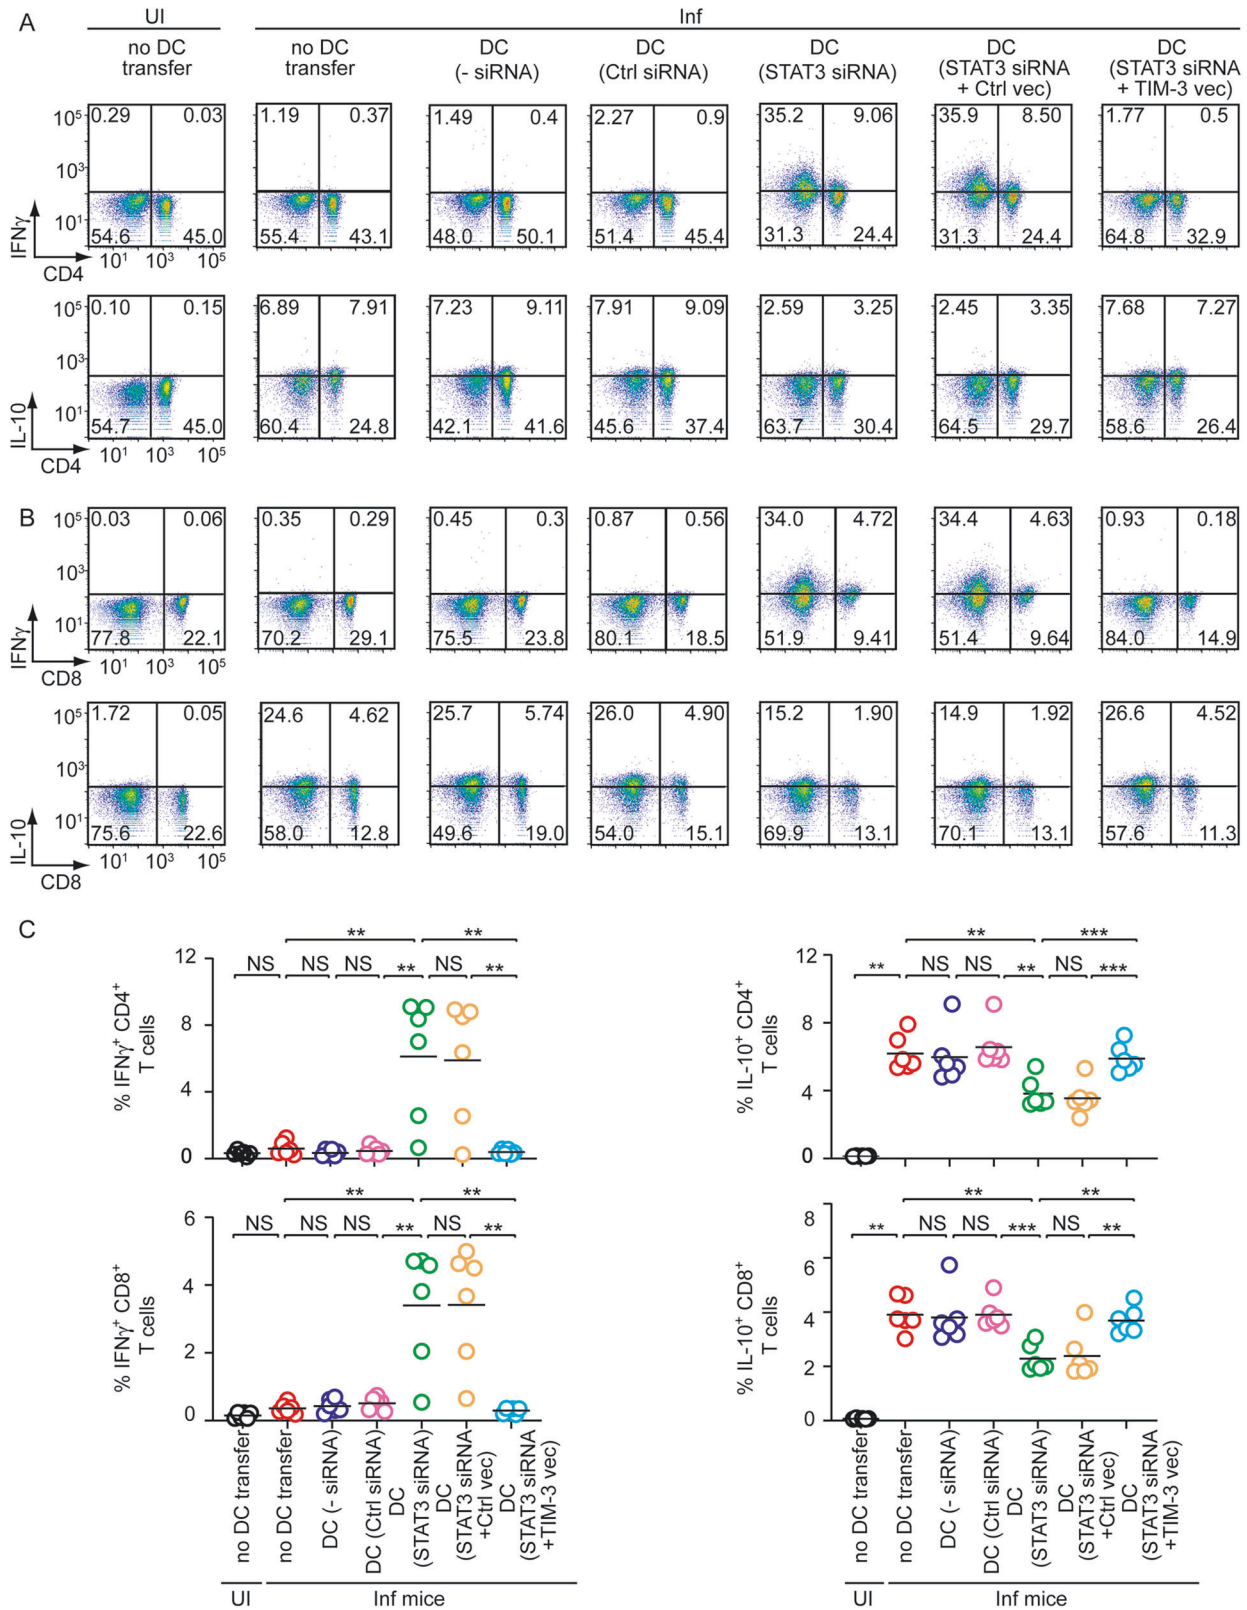 A
UI
Inf
no DC transfer
no DC transfer
DC (- siRNA)
DC (Ctrl siRNA)
DC (STAT3 siRNA)
DC (STAT3 siRNA + Ctrl vec)
DC (STAT3 siRNA + TIM-3 vec)
10⁵ 0.29 0.03 1.19 0.37 1.49 0.4 2.27 0.9 35.2 9.06 35.9 8.50 1.77 0.5
10³
10¹
54.6 45.0 55.4 43.1 48.0 50.1 51.4 45.4 31.3 24.4 31.3 24.4 64.8 32.9
IFNγ
10¹ 10³ 10⁵
CD4
10⁵ 0.10 0.15 6.89 7.91 7.23 9.11 7.91 9.09 2.59 3.25 2.45 3.35 7.68 7.27
10³
10¹
54.7 45.0 60.4 24.8 42.1 41.6 45.6 37.4 63.7 30.4 64.5 29.7 58.6 26.4
IL-10
10¹ 10³ 10⁵
CD4
B
10⁵ 0.03 0.06 0.35 0.29 0.45 0.3 0.87 0.56 34.0 4.72 34.4 4.63 0.93 0.18
10³
10¹
77.8 22.1 70.2 29.1 75.5 23.8 80.1 18.5 51.9 9.41 51.4 9.64 84.0 14.9
IFNγ
10¹ 10³ 10⁵
CD8
10⁵ 1.72 0.05 24.6 4.62 25.7 5.74 26.0 4.90 15.2 1.90 14.9 1.92 26.6 4.52
10³
10¹
75.6 22.6 58.0 12.8 49.6 19.0 54.0 15.1 69.9 13.1 70.1 13.1 57.6 11.3
IL-10
10¹ 10³ 10⁵
CD8
C
** **
NS NS NS ** NS **
12
8
4
0
% IFNγ⁺ CD4⁺
T cells
** ***
** NS NS ** NS ***
12
8
4
0
% IL-10⁺ CD4⁺
T cells
** **
NS NS NS ** NS **
6
4
2
0
% IFNγ⁺ CD8⁺
T cells
** **
** NS NS *** NS **
8
6
4
2
0
% IL-10⁺ CD8⁺
T cells
no DC transfer
no DC transfer
DC (- siRNA)
DC (Ctrl siRNA)
DC
(STAT3 siRNA)
DC
(STAT3 siRNA
+Ctrl vec)
DC
(STAT3 siRNA
+TIM-3 vec)
UI
Inf mice
no DC transfer
no DC transfer
DC (- siRNA)
DC (Ctrl siRNA)
DC
(STAT3 siRNA)
DC
(STAT3 siRNA
+Ctrl vec)
DC
(STAT3 siRNA
+TIM-3 vec)
UI
Inf mice